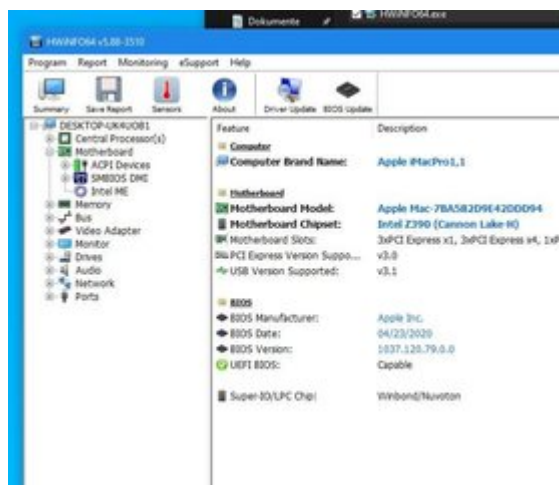 Dokumente
HWiNFO64.exe
HWiNFO64 v5.88-3510
Program Report Monitoring eSupport Help
Summary Save Report Sensors About Driver Update BIOS Update
DESKTOP-UK4UOB1
Central Processor(s)
Motherboard
ACPI Devices
SMBIOS DMI
Intel ME
Memory
Bus
Video Adapter
Monitor
Drives
Audio
Network
Ports
Feature Description
Computer
Computer Brand Name: Apple iMacPro1,1
Motherboard
Motherboard Model: Apple Mac-7BA5B2D9E42DDD94
Motherboard Chipset: Intel Z390 (Cannon Lake-H)
Motherboard Slots: 3xPCI Express x1, 3xPCI Express x4, 1xP
PCI Express Version Suppo... v3.0
USB Version Supported: v3.1
BIOS
BIOS Manufacturer: Apple Inc.
BIOS Date: 04/23/2020
BIOS Version: 1037.120.79.0.0
UEFI BIOS: Capable
Super-IO/LPC Chip: Winbond/Nuvoton